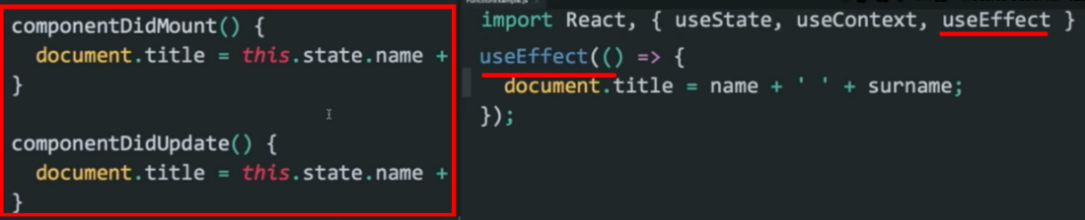 componentDidMount() {
document.title = this.state.name +
}
componentDidUpdate() {
document.title = this.state.name +
}
import React, { useState, useContext, useEffect }
useEffect(() => {
document.title = name + ' ' + surname;
});